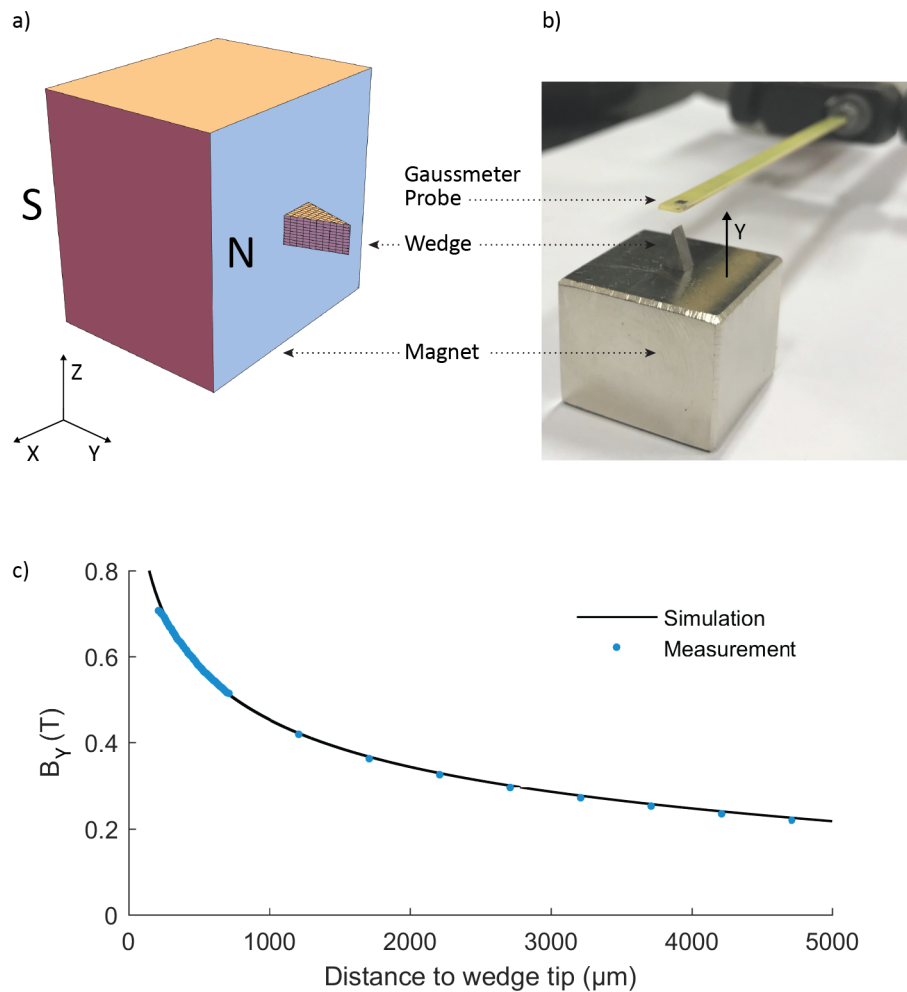 a)
b)
S
N
Gaussmeter
Probe
Wedge
Magnet
Z
X
Y
Y
c)
0.8
0.6
0.4
0.2
0
B_Y (T)
Simulation
Measurement
0
1000
2000
3000
4000
5000
Distance to wedge tip (µm)